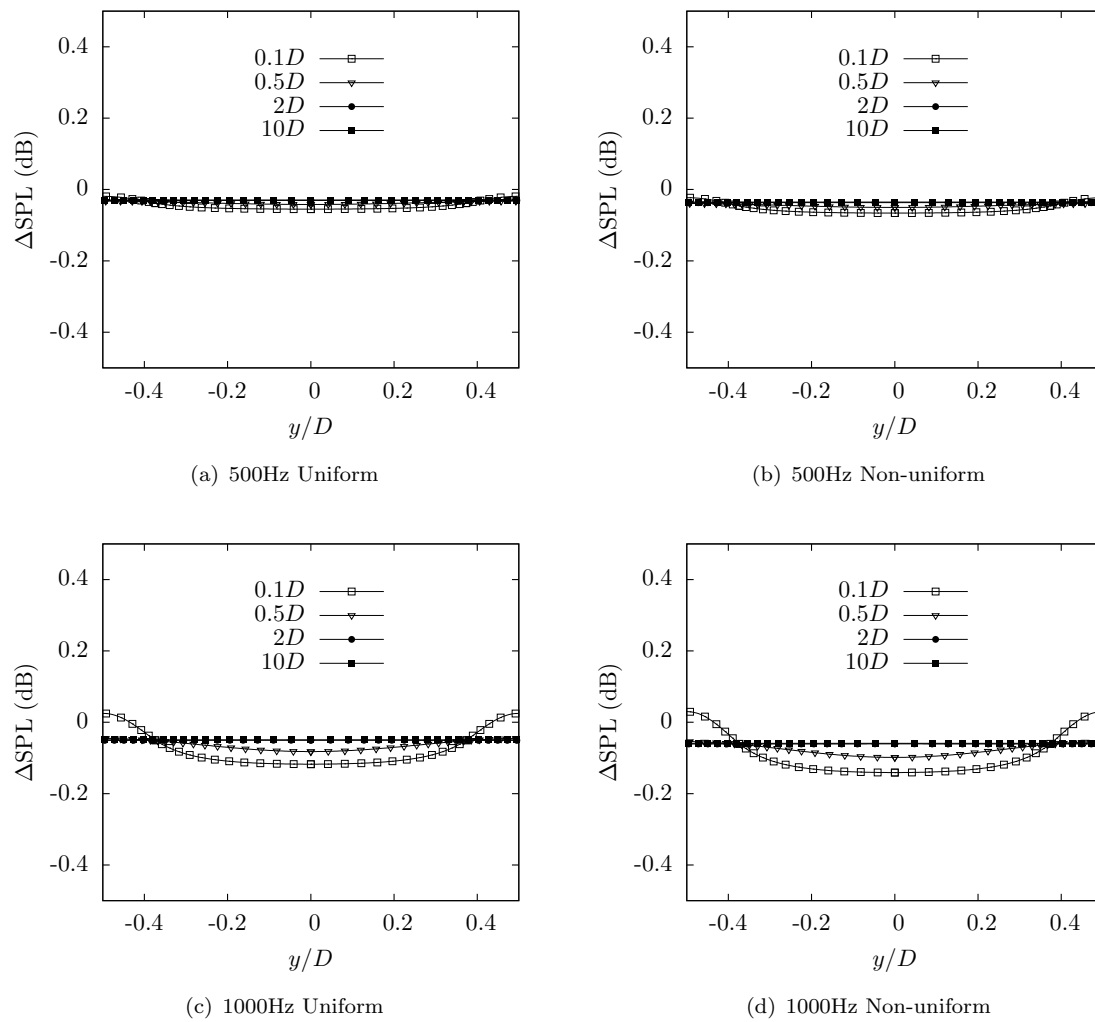 0.4
0.2
0
-0.2
-0.4
ΔSPL (dB)
0.1D
0.5D
2D
10D
-0.4 -0.2 0 0.2 0.4
y/D
(a) 500Hz Uniform
0.4
0.2
0
-0.2
-0.4
ΔSPL (dB)
0.1D
0.5D
2D
10D
-0.4 -0.2 0 0.2 0.4
y/D
(b) 500Hz Non-uniform
0.4
0.2
0
-0.2
-0.4
ΔSPL (dB)
0.1D
0.5D
2D
10D
-0.4 -0.2 0 0.2 0.4
y/D
(c) 1000Hz Uniform
0.4
0.2
0
-0.2
-0.4
ΔSPL (dB)
0.1D
0.5D
2D
10D
-0.4 -0.2 0 0.2 0.4
y/D
(d) 1000Hz Non-uniform